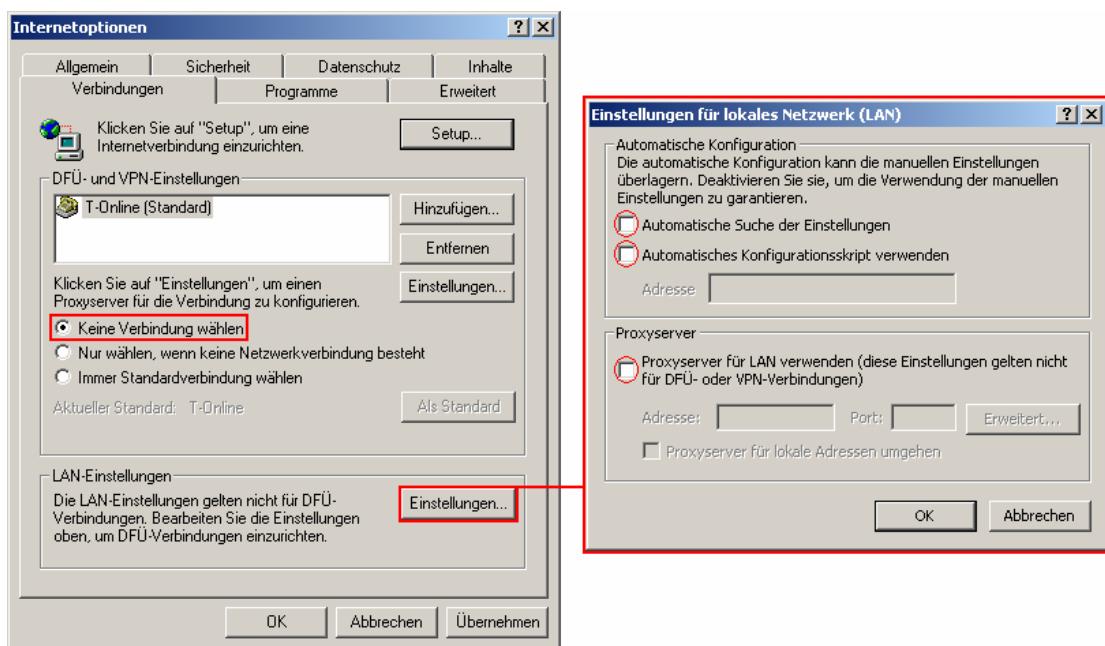 Internetoptionen
Allgemein Sicherheit Datenschutz Inhalte
Verbindungen Programme Erweitert
Klicken Sie auf "Setup", um eine
Internetverbindung einzurichten.
Setup...
DFÜ- und VPN-Einstellungen
T-Online (Standard)
Hinzufügen...
Entfernen
Klicken Sie auf "Einstellungen", um einen
Proxyserver für die Verbindung zu konfigurieren.
Einstellungen...
Keine Verbindung wählen
Nur wählen, wenn keine Netzwerkverbindung besteht
Immer Standardverbindung wählen
Aktueller Standard: T-Online
Als Standard
LAN-Einstellungen
Die LAN-Einstellungen gelten nicht für DFÜ-
Verbindungen. Bearbeiten Sie die Einstellungen
oben, um DFÜ-Verbindungen einzurichten.
Einstellungen...
OK Abbrechen Übernehmen
Einstellungen für lokales Netzwerk (LAN)
Automatische Konfiguration
Die automatische Konfiguration kann die manuellen Einstellungen
überlagern. Deaktivieren Sie sie, um die Verwendung der manuellen
Einstellungen zu garantieren.
Automatische Suche der Einstellungen
Automatisches Konfigurationsskript verwenden
Adresse
Proxyserver
Proxyserver für LAN verwenden (diese Einstellungen gelten nicht
für DFÜ- oder VPN-Verbindungen)
Adresse: Port: Erweitert...
Proxyserver für lokale Adressen umgehen
OK Abbrechen